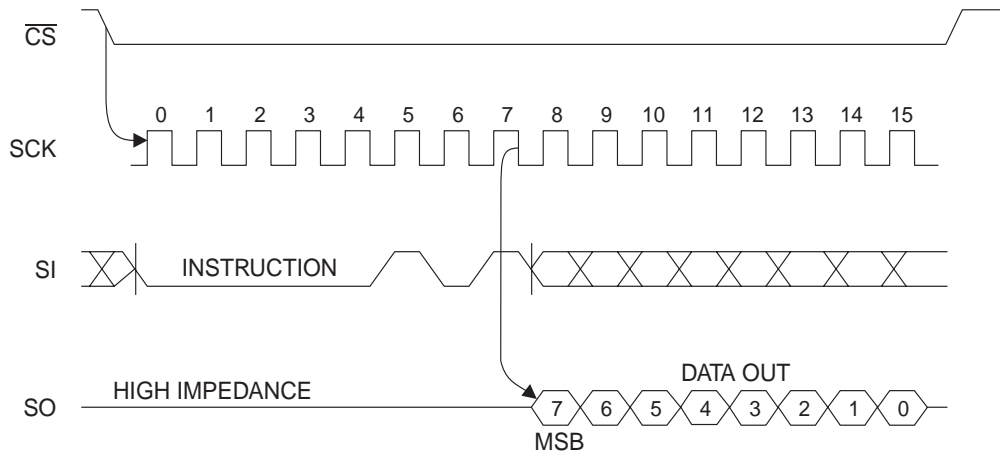 CS
0 1 2 3 4 5 6 7 8 9 10 11 12 13 14 15
SCK
SI INSTRUCTION
HIGH IMPEDANCE DATA OUT
SO 7 6 5 4 3 2 1 0
MSB